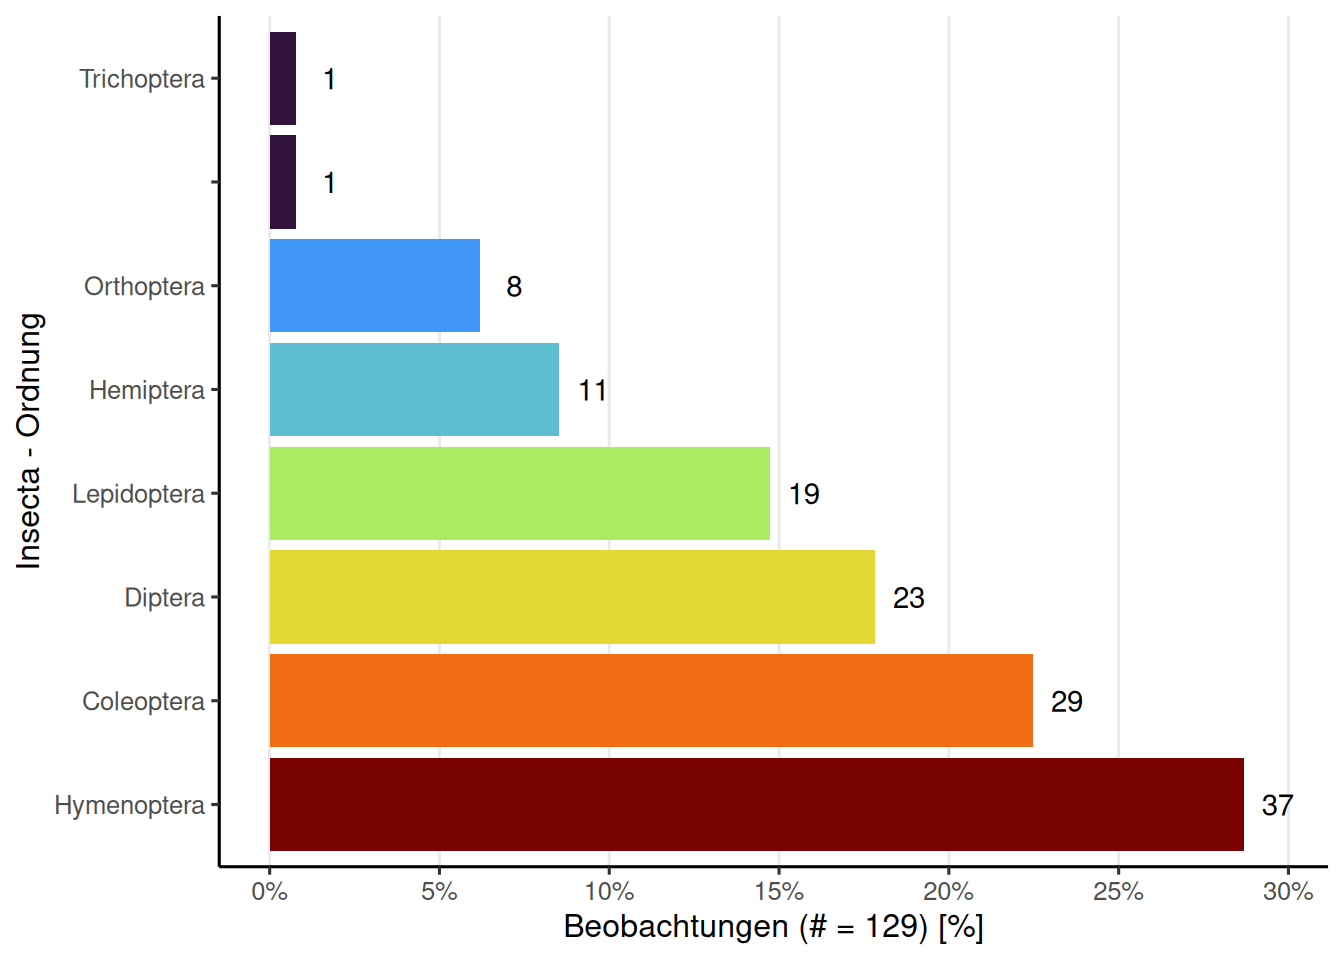 Insecta - Ordnung
Trichoptera 1
1
Orthoptera 8
Hemiptera 11
Lepidoptera 19
Diptera 23
Coleoptera 29
Hymenoptera 37
0% 5% 10% 15% 20% 25% 30%
Beobachtungen (# = 129) [%]